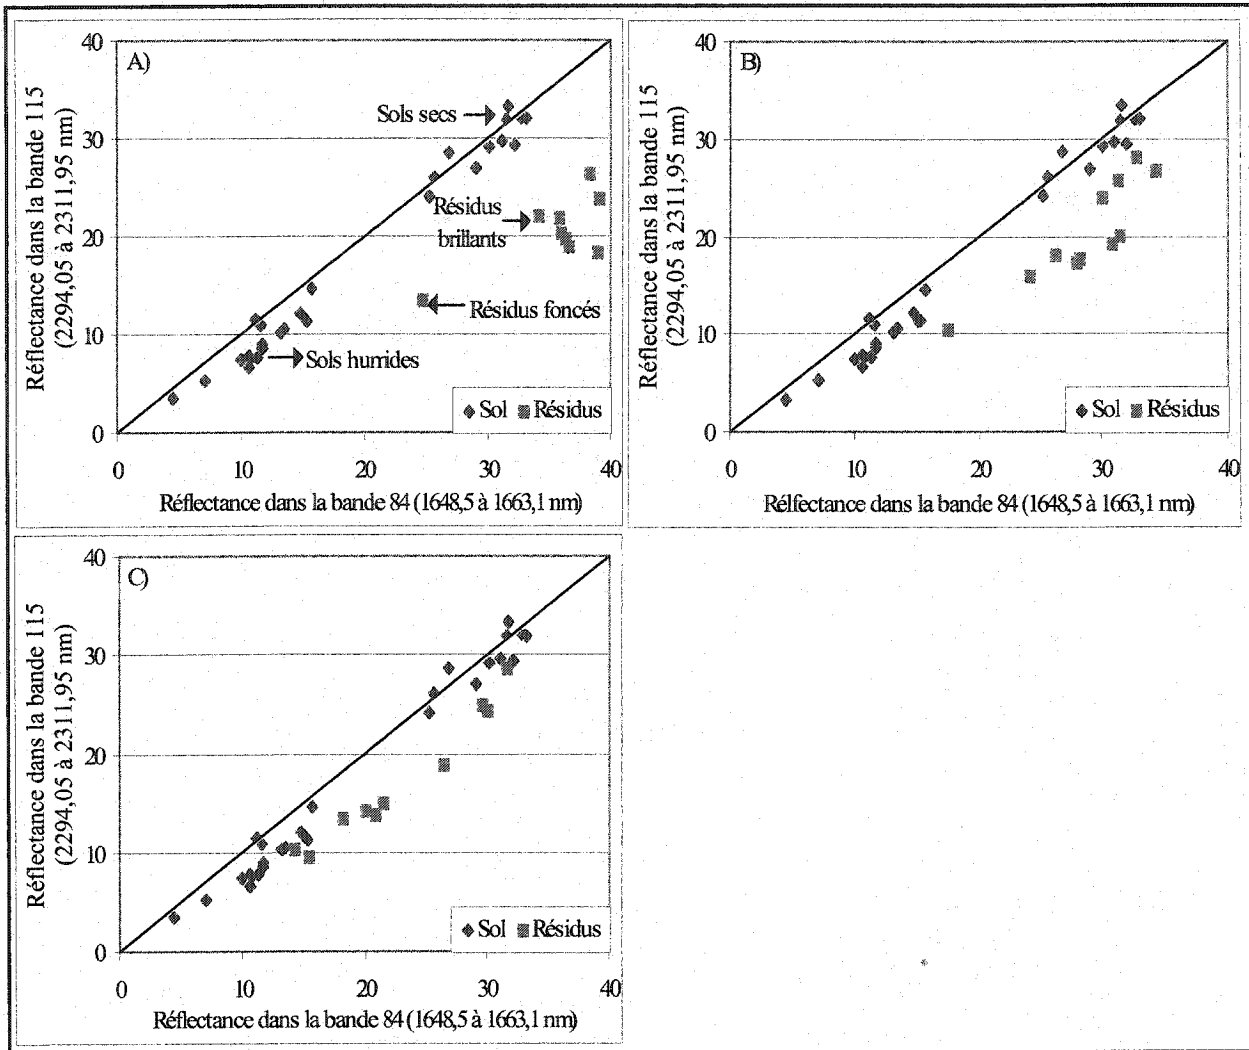 A)
Réflectance dans la bande 115
(2294,05 à 2311,95 nm)
40
30
20
10
0
Sols secs
Résidus
brillants
Résidus foncés
Sols humides
Sol
Résidus
0
10
20
30
40
Réflectance dans la bande 84 (1648,5 à 1663,1 nm)
B)
Réflectance dans la bande 115
(2294,05 à 2311,95 nm)
40
30
20
10
0
Sol
Résidus
0
10
20
30
40
Rélfectance dans la bande 84 (1648,5 à 1663,1 nm)
C)
Réflectance dans la bande 115
(2294,05 à 2311,95 nm)
40
30
20
10
0
Sol
Résidus
0
10
20
30
40
Réflectance dans la bande 84 (1648,5 à 1663,1 nm)